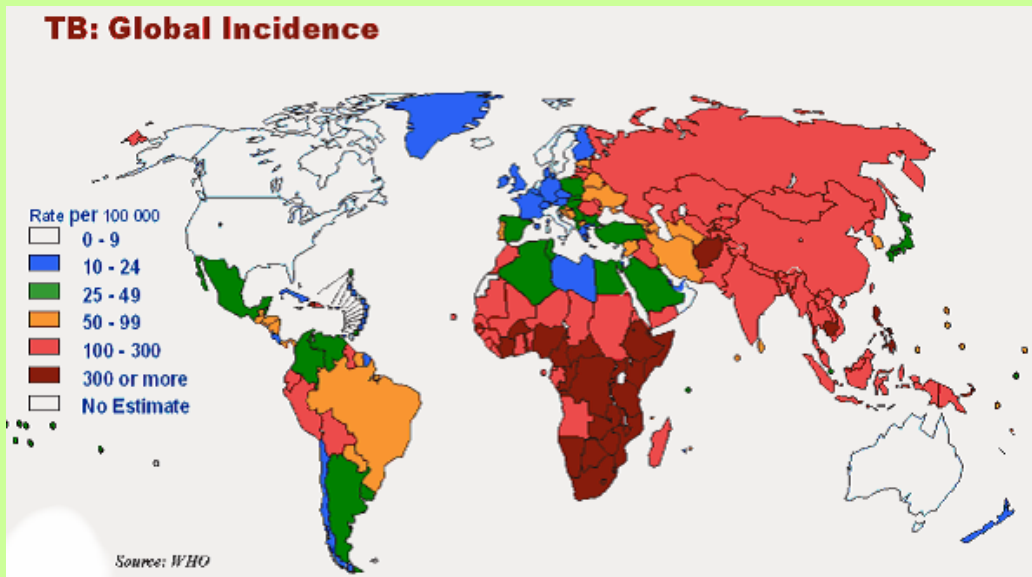 TB: Global Incidence
Rate per 100 000
0 - 9
10 - 24
25 - 49
50 - 99
100 - 300
300 or more
No Estimate
Source: WHO